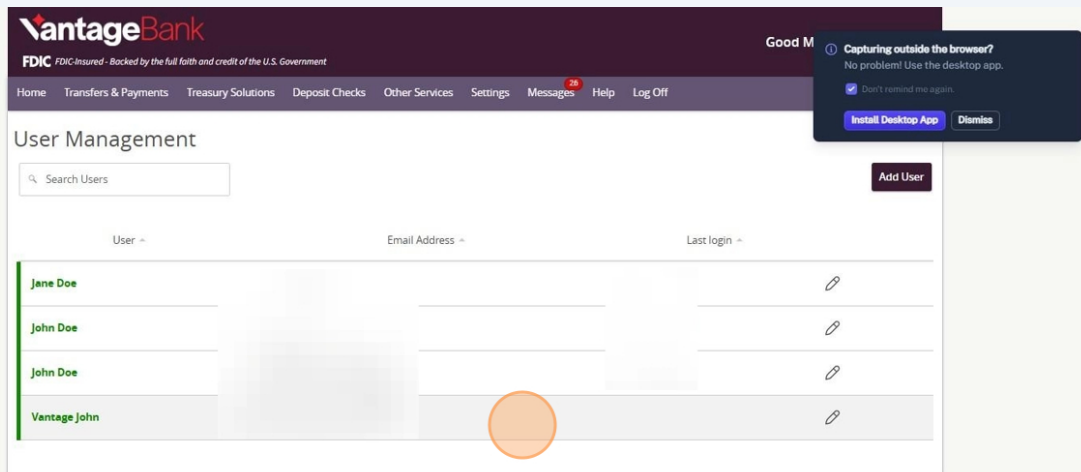 VantageBank
FDIC FDIC-Insured - Backed by the full faith and credit of the U.S. Government
Good M
Capturing outside the browser?
No problem! Use the desktop app.
Don't remind me again.
Install Desktop App Dismiss
Home Transfers & Payments Treasury Solutions Deposit Checks Other Services Settings Messages 28 Help Log Off
User Management
Search Users
Add User
User Email Address Last login
Jane Doe
John Doe
John Doe
Vantage John